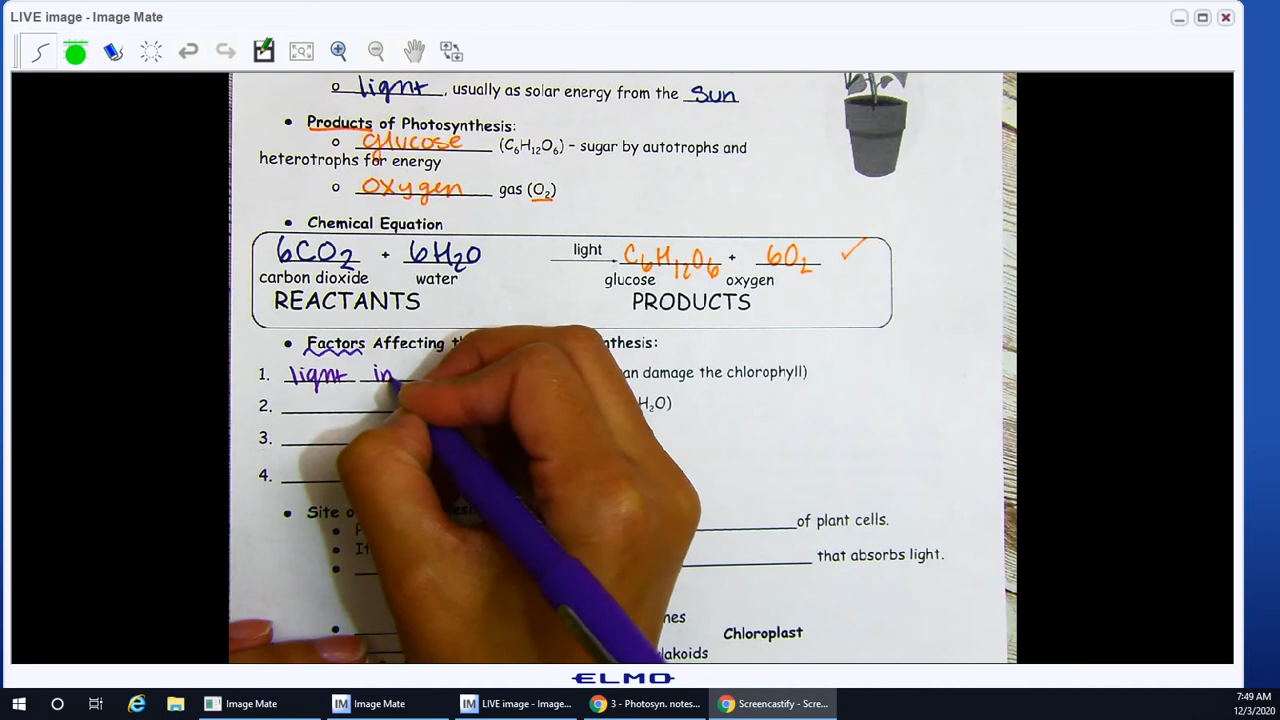 LIVE image - Image Mate
o light, usually as solar energy from the sun
• Products of Photosynthesis:
o glucose (C₆H₁₂O₆) – sugar by autotrophs and
heterotrophs for energy
o oxygen gas (O₂)
• Chemical Equation
6CO₂ + 6H₂O light C₆H₁₂O₆ + 6O₂ ✓
carbon dioxide water glucose oxygen
REACTANTS PRODUCTS
• Factors Affecting
1. light in an damage the chlorophyll)
2. H₂O)
3.
4.
• Site
of plant cells.
It that absorbs light.
Chloroplast
ELMO
Image Mate Image Mate LIVE image - Image... 3 - Photosyn. notes... Screencastify - Scre...
7:49 AM
12/3/2020